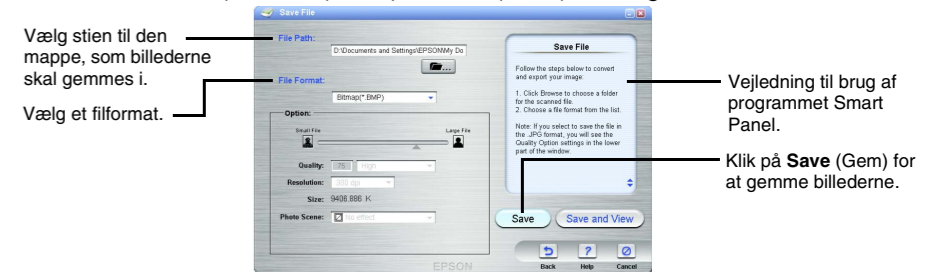 Save File
Vælg stien til den
mappe, som billederne
skal gemmes i.
Vælg et filformat.
File Path:
D:\Documents and Settings\EPSON\My Do
...
File Format:
Bitmap(*.BMP)
Option:
Small File
Large File
Quality:
75
High
Resolution:
300 dpi
Size:
9406.886 K
Photo Scene:
No effect
EPSON
Save File
Follow the steps below to convert
and export your image:
1. Click Browse to choose a folder
for the scanned file.
2. Choose a file format from the list.
Note: If you select to save the file in
the .JPG format, you will see the
Quality Option settings in the lower
part of the window.
Save
Save and View
Back
Help
Cancel
Vejledning til brug af
programmet Smart
Panel.
Klik på Save (Gem) for
at gemme billederne.